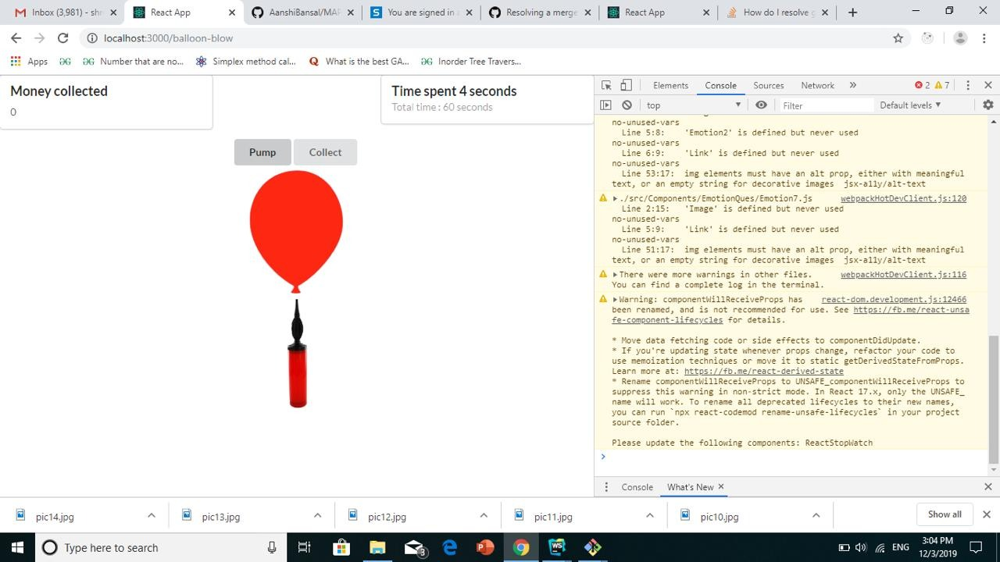 Inbox (3,981) - shr
React App
AanshiBansal/MAP
You are signed in a
Resolving a merge
React App
How do I resolve g
localhost:3000/balloon-blow
Apps
Number that are no...
Simplex method cal...
What is the best GA...
Inorder Tree Travers...
Money collected
0
Time spent 4 seconds
Total time : 60 seconds
Pump
Collect
Elements
Console
Sources
Network
2
7
top
Filter
Default levels
no-unused-vars
Line 5:8: 'Emotion2' is defined but never used
no-unused-vars
Line 6:9: 'Link' is defined but never used
no-unused-vars
Line 53:17: img elements must have an alt prop, either with meaningful
text, or an empty string for decorative images jsx-a11y/alt-text
./src/Components/EmotionQues/Emotion7.js webpackHotDevClient.js:120
Line 2:15: 'Image' is defined but never used
no-unused-vars
Line 5:9: 'Link' is defined but never used
no-unused-vars
Line 51:17: img elements must have an alt prop, either with meaningful
text, or an empty string for decorative images jsx-a11y/alt-text
There were more warnings in other files. webpackHotDevClient.js:116
You can find a complete log in the terminal.
Warning: componentWillReceiveProps has react-dom.development.js:12466
been renamed, and is not recommended for use. See https://fb.me/react-unsa
fe-component-lifecycles for details.
* Move data fetching code or side effects to componentDidUpdate.
* If you're updating state whenever props change, refactor your code to
use memoization techniques or move it to static getDerivedStateFromProps.
Learn more at: https://fb.me/react-derived-state
* Rename componentWillReceiveProps to UNSAFE_componentWillReceiveProps to
suppress this warning in non-strict mode. In React 17.x, only the UNSAFE_
name will work. To rename all deprecated lifecycles to their new names,
you can run `npx react-codemod rename-unsafe-lifecycles` in your project
source folder.
Please update the following components: ReactStopWatch
Console
What's New
pic14.jpg
pic13.jpg
pic12.jpg
pic11.jpg
pic10.jpg
Show all
Type here to search
3
ENG
3:04 PM
12/3/2019